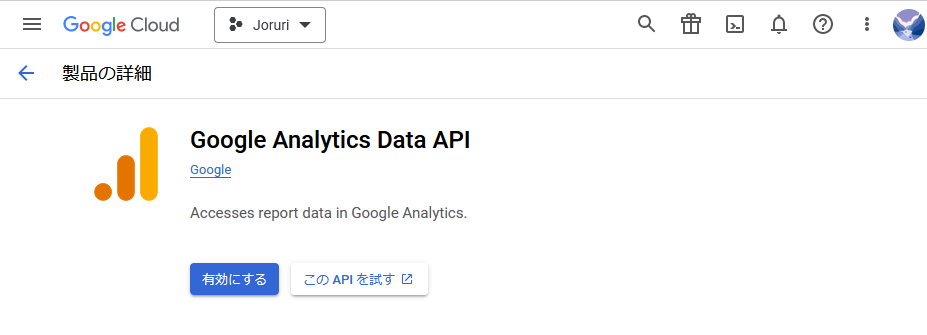 Google Cloud
Joruri
製品の詳細
Google Analytics Data API
Google
Accesses report data in Google Analytics.
有効にする
この API を試す